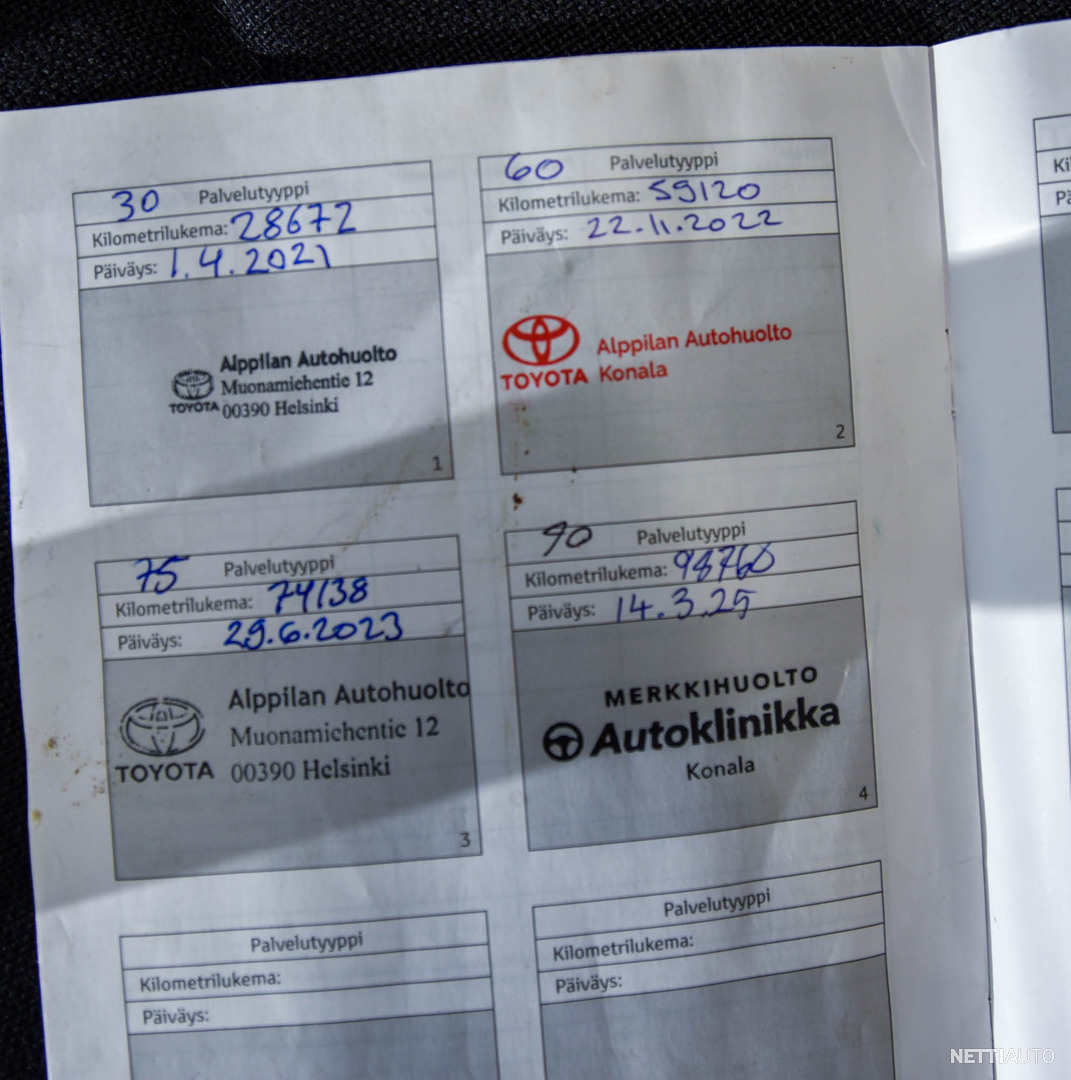 30 Palvelutyyppi
Kilometrilukema: 28672
Päiväys: 1.4.2021
Alppilan Autohuolto
Muonamiehentie 12
TOYOTA 00390 Helsinki
1
60 Palvelutyyppi
Kilometrilukema: 59120
Päiväys: 22.11.2022
Alppilan Autohuolto
TOYOTA Konala
2
75 Palvelutyyppi
Kilometrilukema: 74138
Päiväys: 29.6.2023
Alppilan Autohuolto
Muonamiehentie 12
TOYOTA 00390 Helsinki
3
90 Palvelutyyppi
Kilometrilukema: 98760
Päiväys: 14.3.25
MERKKIHUOLTO
Autoklinikka
Konala
4
Palvelutyyppi
Kilometrilukema:
Päiväys:
Palvelutyyppi
Kilometrilukema:
Päiväys:
Ki
Pä
NETTIAUTO